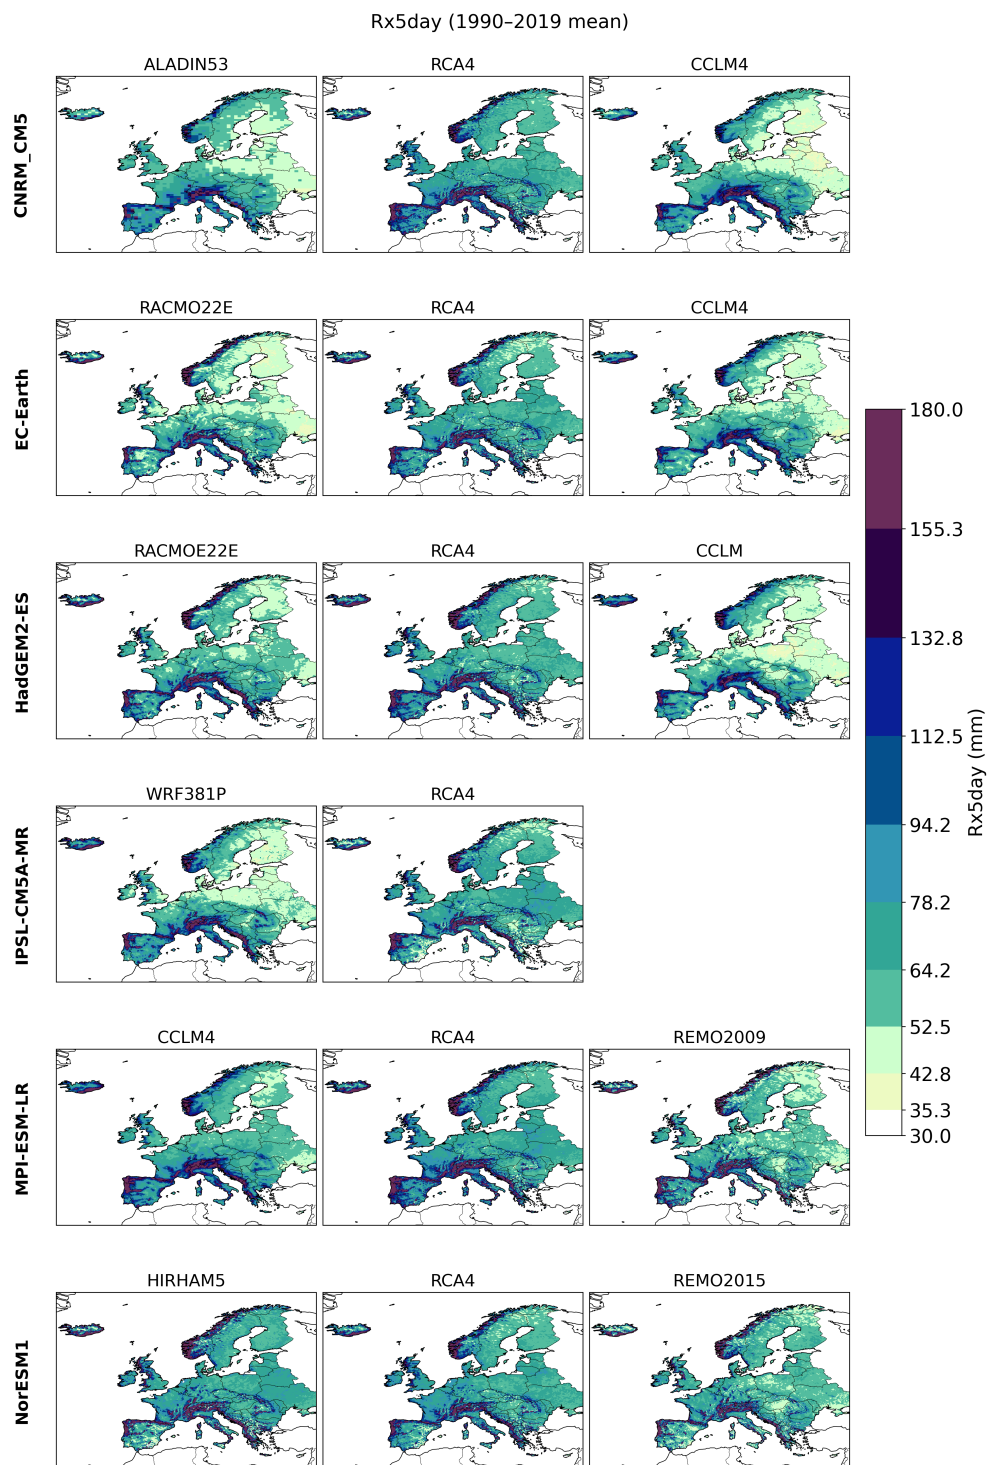 Rx5day (1990–2019 mean)
ALADIN53 RCA4 CCLM4
CNRM_CM5
RACMO22E RCA4 CCLM4
EC-Earth
RACMOE22E RCA4 CCLM
HadGEM2-ES
WRF381P RCA4
IPSL-CM5A-MR
CCLM4 RCA4 REMO2009
MPI-ESM-LR
HIRHAM5 RCA4 REMO2015
NorESM1
180.0
155.3
132.8
112.5
94.2
78.2
64.2
52.5
42.8
35.3
30.0
Rx5day (mm)